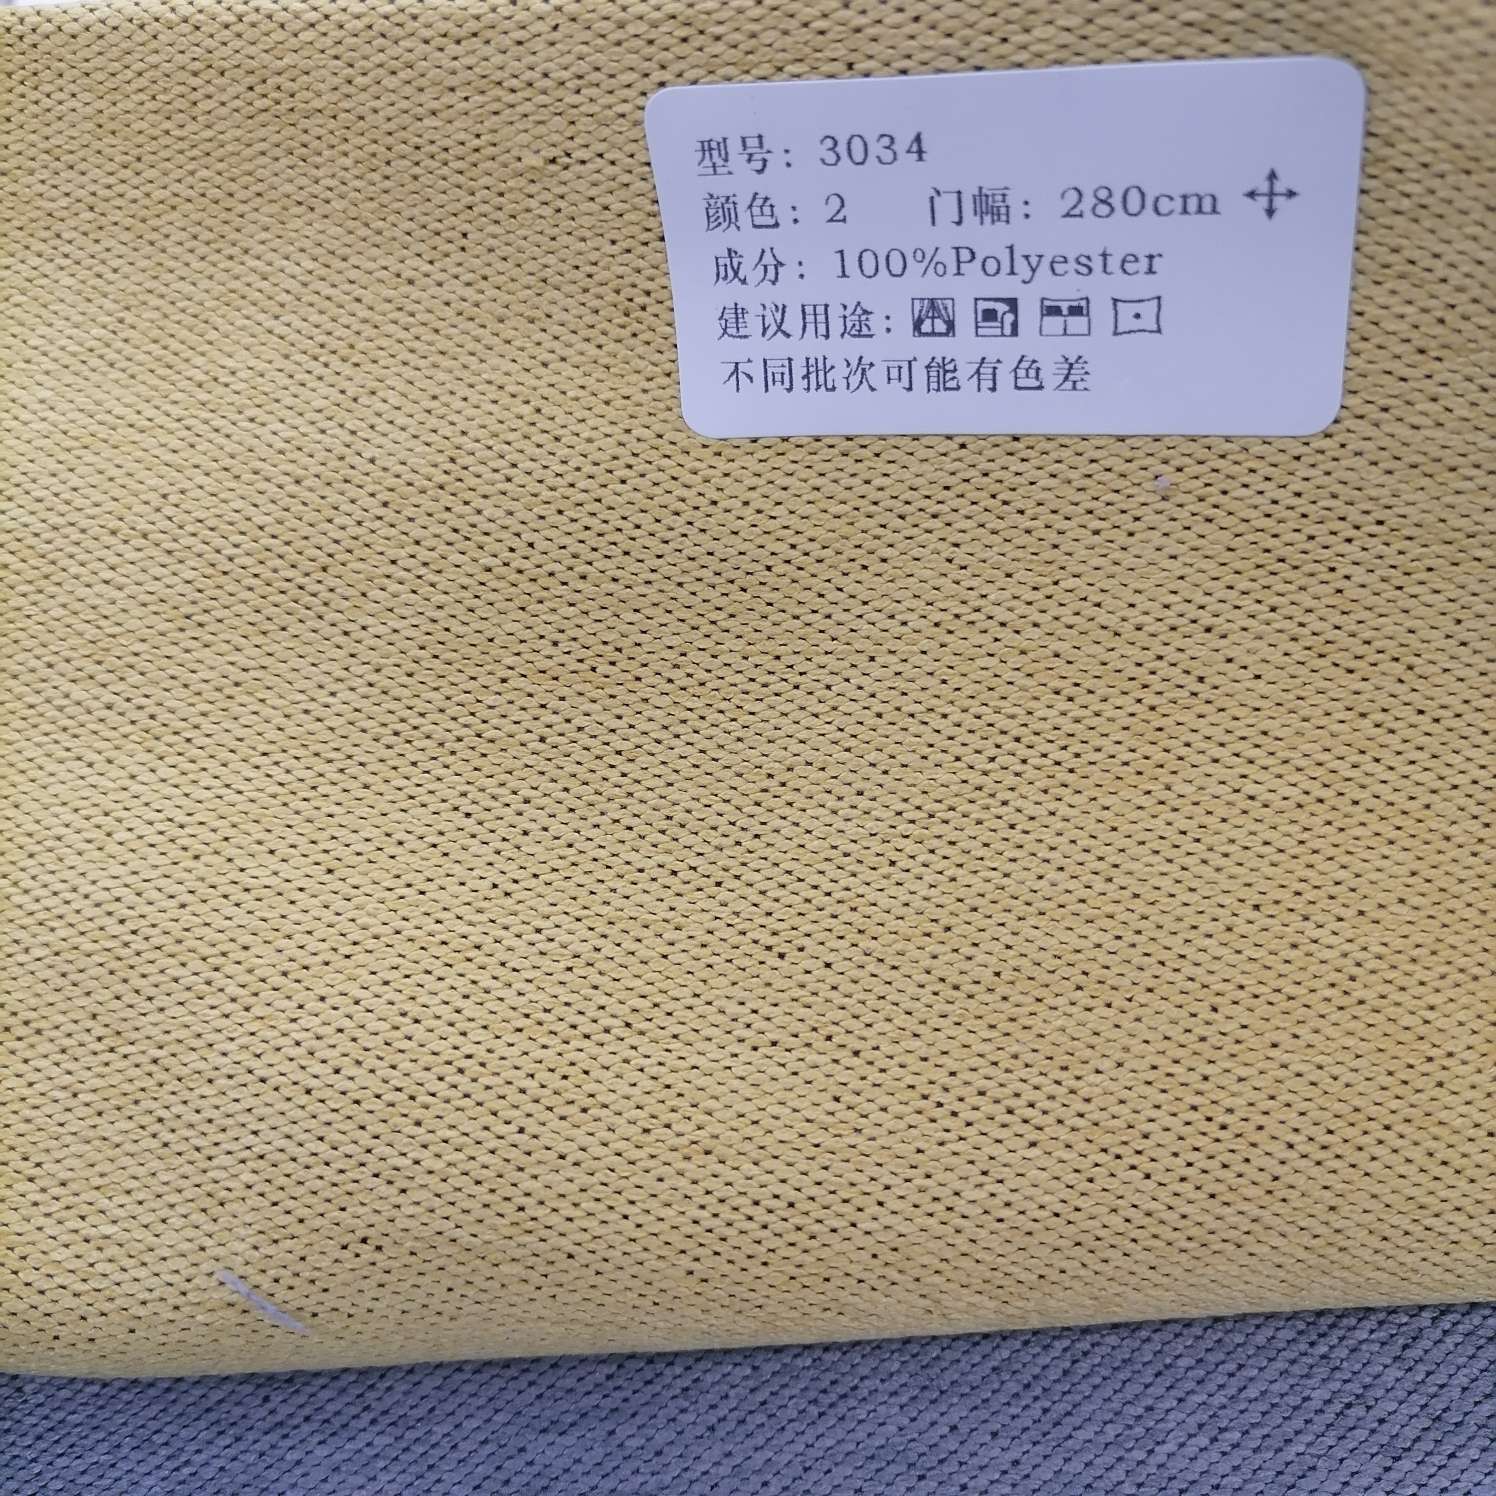 型号: 3034
颜色: 2 门幅: 280cm
成分: 100%Polyester
建议用途:
不同批次可能有色差